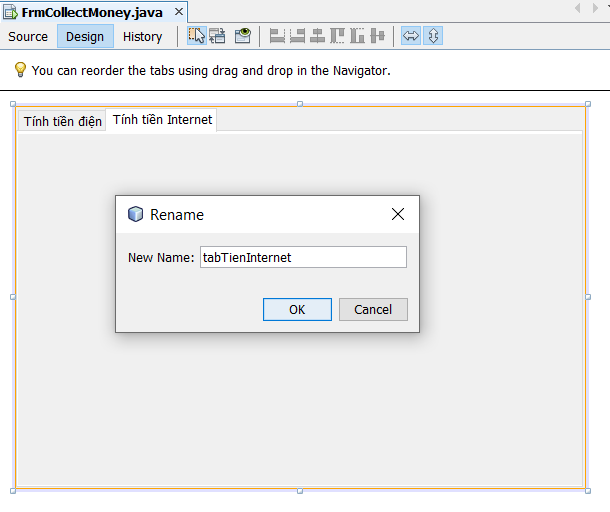 FrmCollectMoney.java
Source Design History
You can reorder the tabs using drag and drop in the Navigator.
Tính tiền điện Tính tiền Internet
Rename
New Name: tabTienInternet
OK Cancel